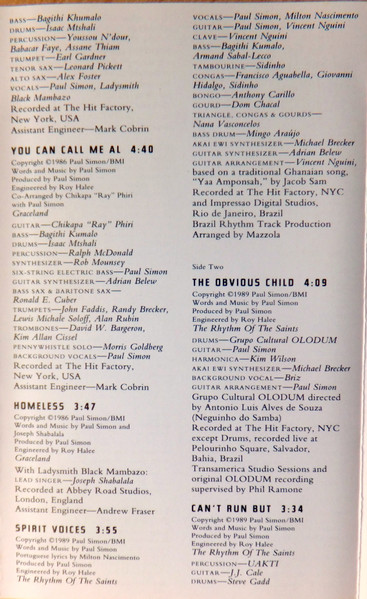 BASS—Bagithi Khumalo
DRUMS—Isaac Mtshali
PERCUSSION—Youssou N'dour,
Babacar Faye, Assane Thiam
TRUMPET—Earl Gardner
TENOR SAX—Leonard Pickett
ALTO SAX—Alex Foster
VOCALS—Paul Simon, Ladysmith
Black Mambazo
Recorded at The Hit Factory,
New York, USA
Assistant Engineer—Mark Cobrin
YOU CAN CALL ME AL 4:40
Copyright ©1986 Paul Simon/BMI
Words and Music by Paul Simon
Produced by Paul Simon
Engineered by Roy Halee
Co-Arranged by Chikapa "Ray" Phiri
with Paul Simon
Graceland
GUITAR—Chikapa "Ray" Phiri
BASS—Bagithi Kumalo
DRUMS—Isaac Mtshali
PERCUSSION—Ralph McDonald
SYNTHESIZER—Rob Mounsey
SIX-STRING ELECTRIC BASS—Paul Simon
GUITAR SYNTHESIZER—Adrian Belew
BASS SAX & BARITONE SAX—
Ronald E. Cuber
TRUMPETS—John Faddis, Randy Brecker,
Lewis Michale Soloff, Alan Rubin
TROMBONES—David W. Bargeron,
Kim Allan Cissel
PENNYWHISTLE SOLO—Morris Goldberg
BACKGROUND VOCALS—Paul Simon
Recorded at The Hit Factory,
New York, USA
Assistant Engineer—Mark Cobrin
HOMELESS 3:47
Copyright ©1986 Paul Simon/BMI
Words and Music by Paul Simon and
Joseph Shabalala
Produced by Paul Simon
Engineered by Roy Halee
Graceland
With Ladysmith Black Mambazo:
LEAD SINGER—Joseph Shabalala
Recorded at Abbey Road Studios,
London, England
Assistant Engineer—Andrew Fraser
SPIRIT VOICES 3:55
Copyright ©1989 Paul Simon/BMI
Words and Music by Paul Simon
Portuguese lyrics by Milton Nascimento
Produced by Paul Simon
Engineered by Roy Halee
The Rhythm Of The Saints
VOCALS—Paul Simon, Milton Nascimento
GUITAR—Paul Simon, Vincent Nguini
CLAVE—Vincent Nguini
BASS—Bagithi Kumalo,
Armand Sabal-Lecco
TAMBOURINE—Sidinho
CONGAS—Francisco Aguabella, Giovanni
Hidalgo, Sidinho
BONGO—Anthony Carillo
GOURD—Dom Chacal
TRIANGLE, CONGAS & GOURDS—
Nana Vasconcelos
BASS DRUM—Mingo Araújo
AKAI EWI SYNTHESIZER—Michael Brecker
GUITAR SYNTHESIZER—Adrian Belew
GUITAR ARRANGEMENT—Vincent Nguini,
based on a traditional Ghanaian song,
"Yaa Amponsah," by Jacob Sam
Recorded at The Hit Factory, NYC
and Impressao Digital Studios,
Rio de Janeiro, Brazil
Brazil Rhythm Track Production
Arranged by Mazzola
Side Two
THE OBVIOUS CHILD 4:09
Copyright ©1989 Paul Simon/BMI
Words and Music by Paul Simon
Produced by Paul Simon
Engineered by Roy Halee
The Rhythm Of The Saints
DRUMS—Grupo Cultural OLODUM
GUITAR—Paul Simon
HARMONICA—Kim Wilson
AKAI EWI SYNTHESIZER—Michael Brecker
BACKGROUND VOCAL—Briz
GUITAR ARRANGEMENT—Paul Simon
Grupo Cultural OLODUM directed
by Antonio Luis Alves de Souza
(Neguinho do Samba)
Recorded at The Hit Factory, NYC
except Drums, recorded live at
Pelourinho Square, Salvador,
Bahia, Brazil
Transamerica Studio Sessions and
original OLODUM recording
supervised by Phil Ramone
CAN'T RUN BUT 3:34
Copyright ©1989 Paul Simon/BMI
Words and Music by Paul Simon
Produced by Paul Simon
Engineered by Roy Halee
The Rhythm Of The Saints
PERCUSSION—UAKTI
GUITAR—J.J. Cale
DRUMS—Steve Gadd